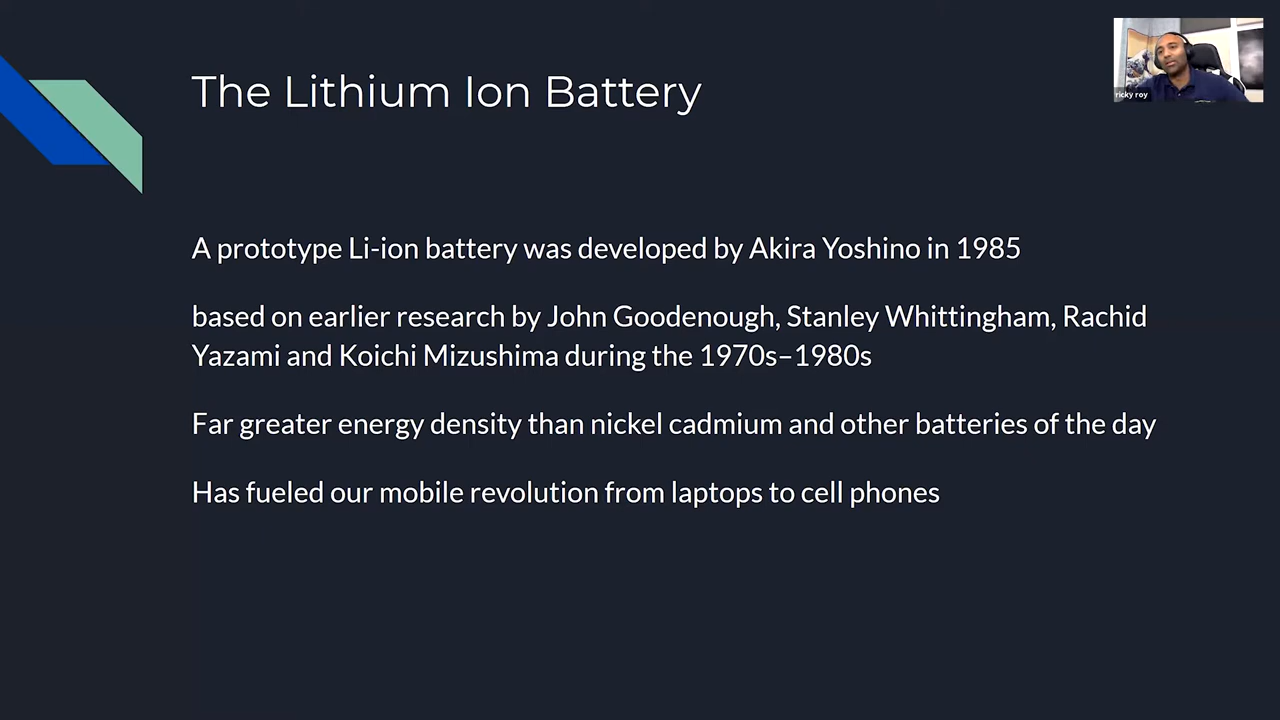 The Lithium Ion Battery
ricky roy
A prototype Li-ion battery was developed by Akira Yoshino in 1985
based on earlier research by John Goodenough, Stanley Whittingham, Rachid
Yazami and Koichi Mizushima during the 1970s–1980s
Far greater energy density than nickel cadmium and other batteries of the day
Has fueled our mobile revolution from laptops to cell phones